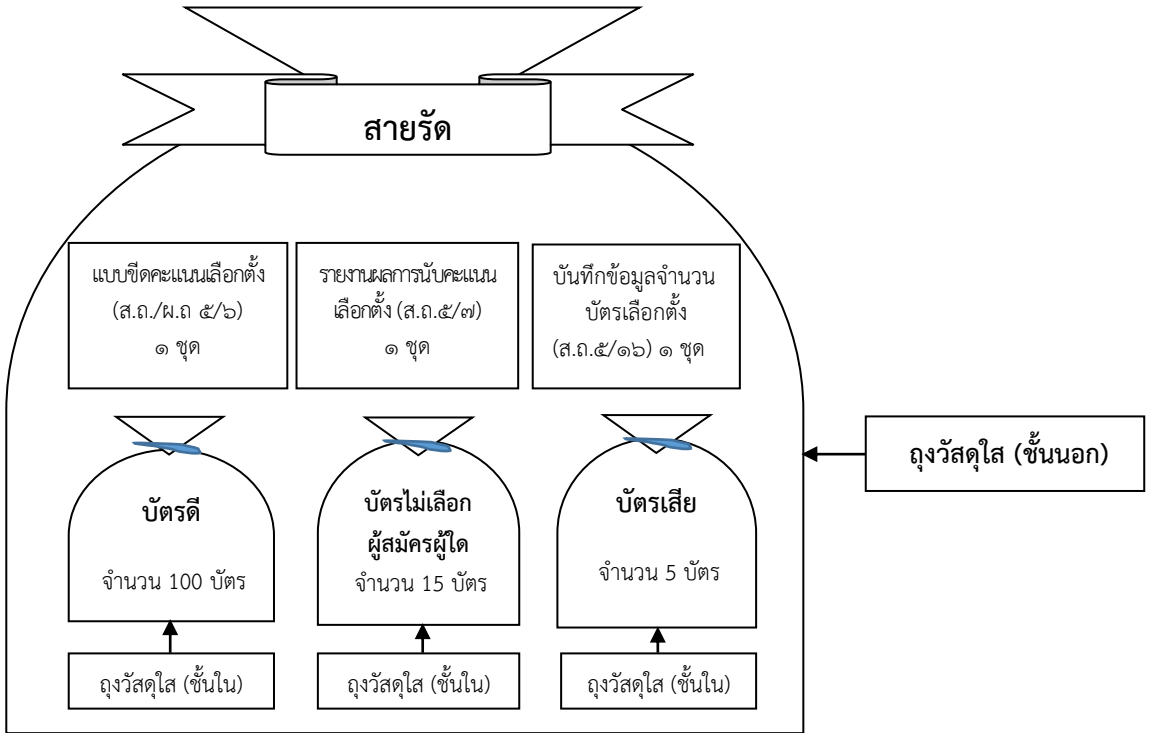 สายรัด
แบบขีดคะแนนเลือกตั้ง
(ส.ถ./ผ.ถ ๕/๖)
๑ ชุด
รายงานผลการนับคะแนน
เลือกตั้ง (ส.ถ.๕/๗)
๑ ชุด
บันทึกข้อมูลจำนวน
บัตรเลือกตั้ง
(ส.ถ.๕/๑๖) ๑ ชุด
ถุงวัสดุใส (ชั้นนอก)
บัตรดี
จำนวน 100 บัตร
บัตรไม่เลือก
ผู้สมัครผู้ใด
จำนวน 15 บัตร
บัตรเสีย
จำนวน 5 บัตร
ถุงวัสดุใส (ชั้นใน)
ถุงวัสดุใส (ชั้นใน)
ถุงวัสดุใส (ชั้นใน)